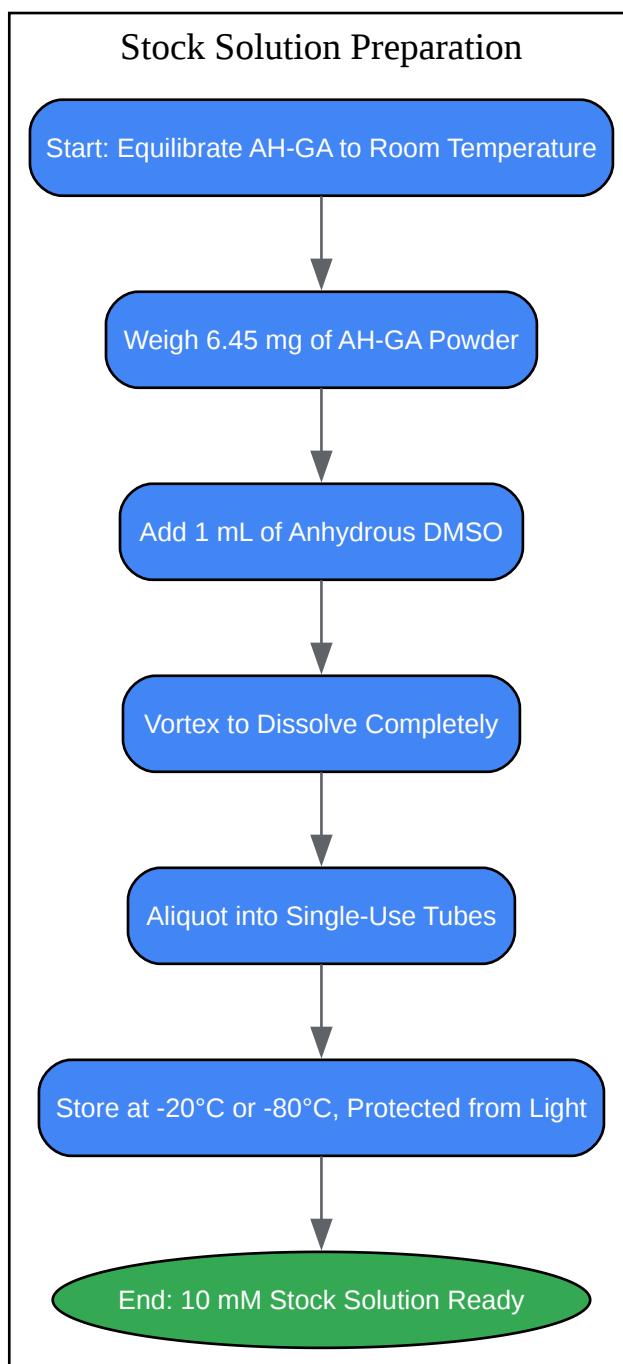 Stock Solution Preparation
Start: Equilibrate AH-GA to Room Temperature
Weigh 6.45 mg of AH-GA Powder
Add 1 mL of Anhydrous DMSO
Vortex to Dissolve Completely
Aliquot into Single-Use Tubes
Store at -20°C or -80°C, Protected from Light
End: 10 mM Stock Solution Ready